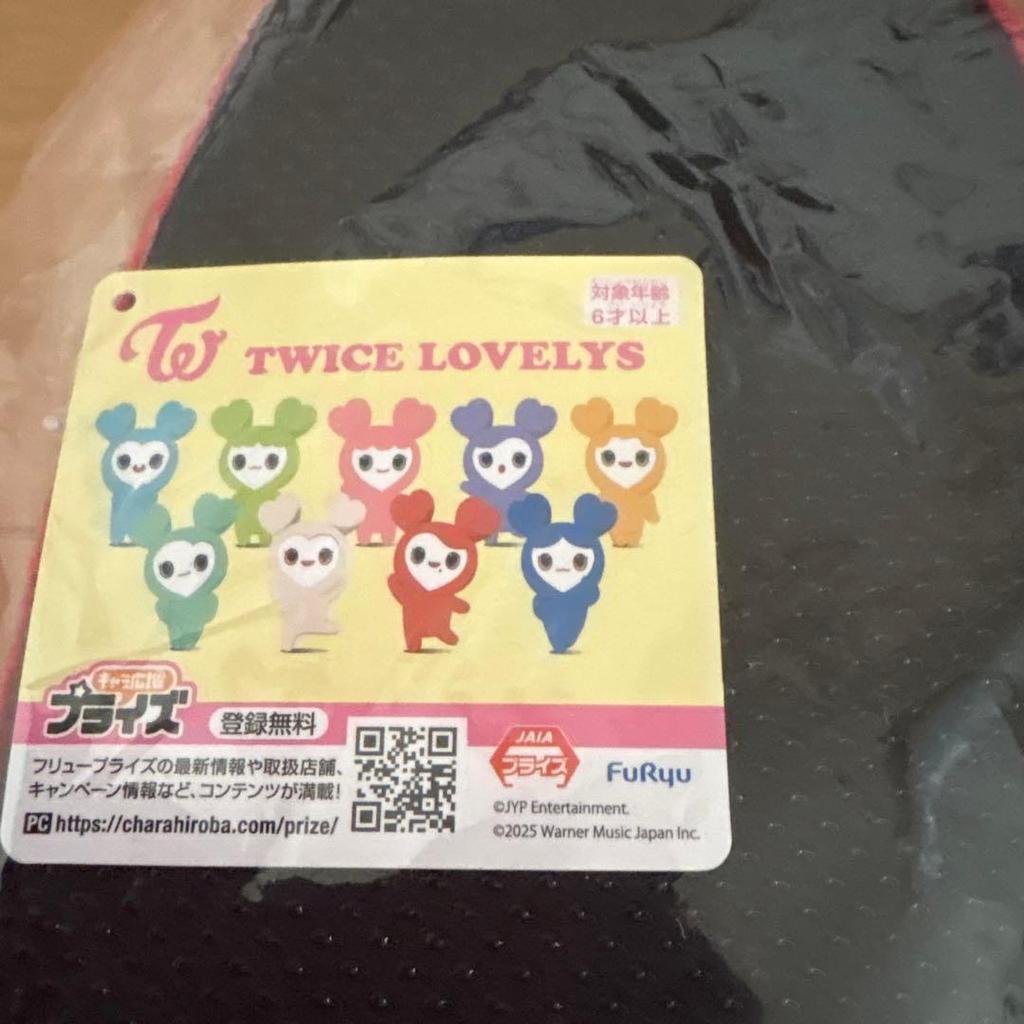 対象年齢
6才以上
TW TWICE LOVELYS
キャラ広場
プライズ
登録無料
フリュープライズの最新情報や取扱店舗、
キャンペーン情報など、コンテンツが満載!
PC https://charahiroba.com/prize/
JAIA
プライズ
FuRyu
©JYP Entertainment.
©2025 Warner Music Japan Inc.